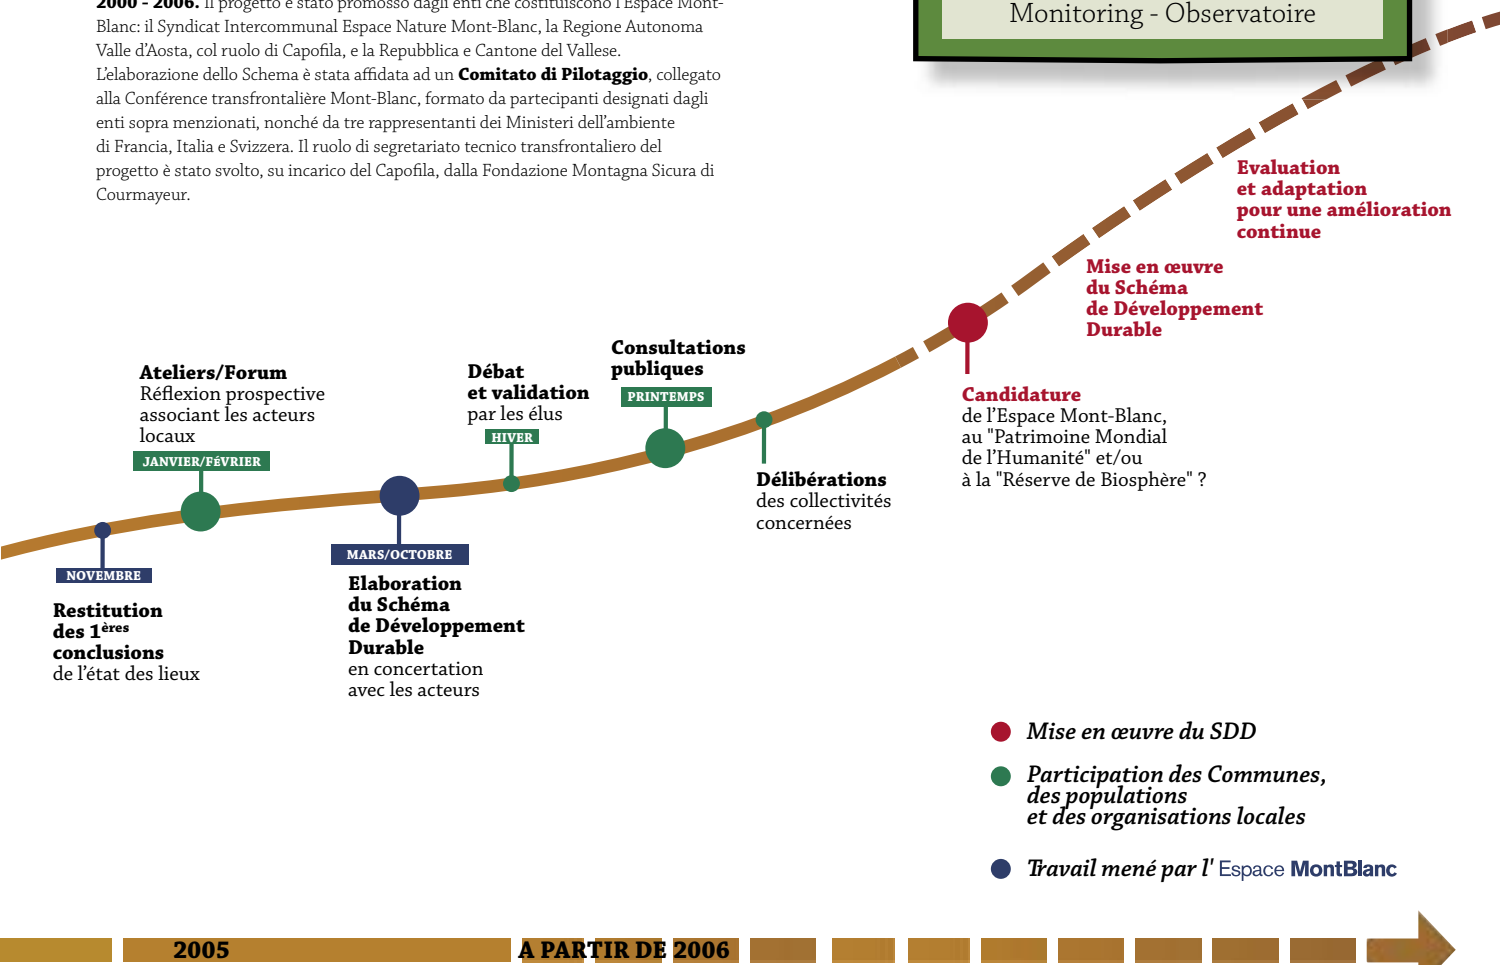 2000 - 2006. Il progetto è stato promosso dagli enti che costituiscono l'Espace Mont-
Blanc: il Syndicat Intercommunal Espace Nature Mont-Blanc, la Regione Autonoma
Valle d'Aosta, col ruolo di Capofila, e la Repubblica e Cantone del Vallese.
L'elaborazione dello Schema è stata affidata ad un Comitato di Pilotaggio, collegato
alla Conférence transfrontalière Mont-Blanc, formato da partecipanti designati dagli
enti sopra menzionati, nonché da tre rappresentanti dei Ministeri dell'ambiente
di Francia, Italia e Svizzera. Il ruolo di segretariato tecnico transfrontaliero del
progetto è stato svolto, su incarico del Capofila, dalla Fondazione Montagna Sicura di
Courmayeur.
Monitoring - Observatoire
Evaluation
et adaptation
pour une amélioration
continue
Mise en œuvre
du Schéma
de Développement
Durable
Candidature
de l'Espace Mont-Blanc,
au "Patrimoine Mondial
de l'Humanité" et/ou
à la "Réserve de Biosphère" ?
Consultations
publiques
PRINTEMPS
Débat
et validation
par les élus
HIVER
Ateliers/Forum
Réflexion prospective
associant les acteurs
locaux
JANVIER/FÉVRIER
Délibérations
des collectivités
concernées
MARS/OCTOBRE
Elaboration
du Schéma
de Développement
Durable
en concertation
avec les acteurs
NOVEMBRE
Restitution
des 1ères
conclusions
de l'état des lieux
Mise en œuvre du SDD
Participation des Communes,
des populations
et des organisations locales
Travail mené par l' Espace MontBlanc
2005
A PARTIR DE 2006